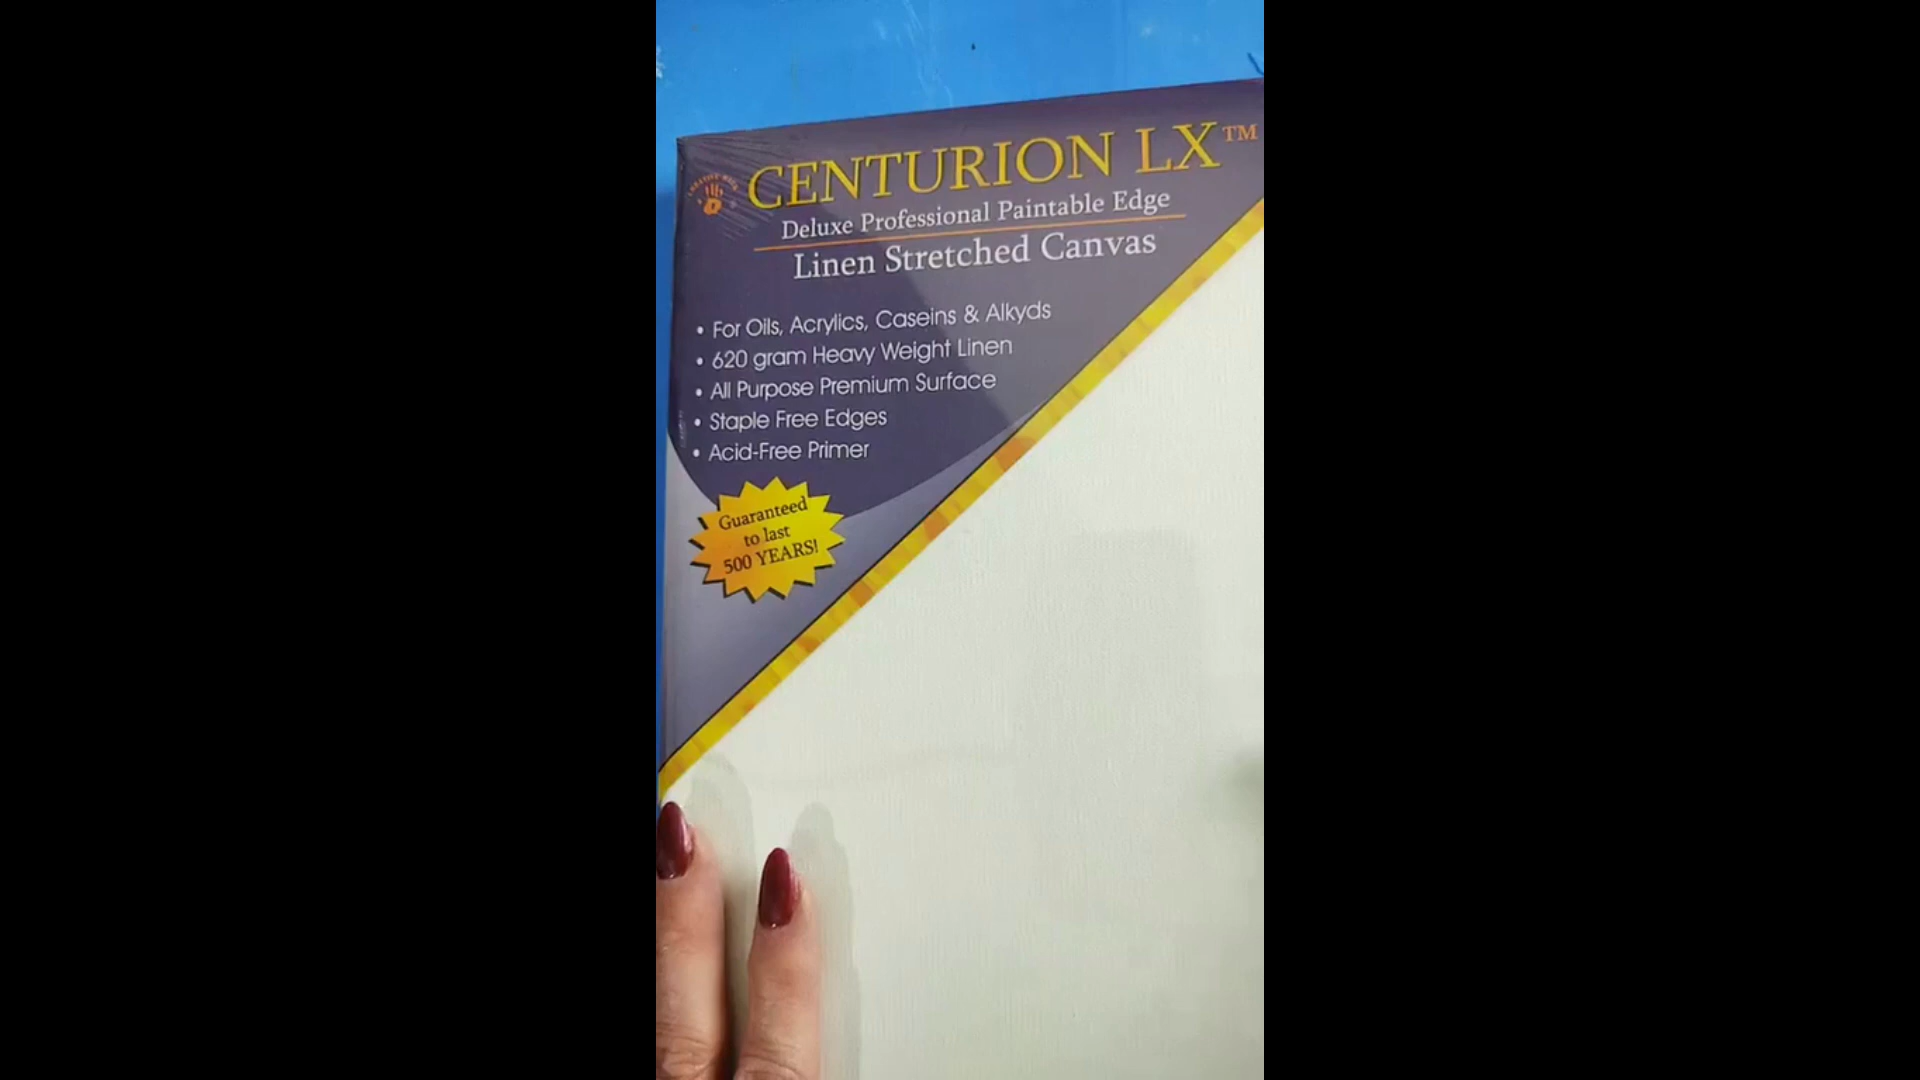 CENTURION LX™
Deluxe Professional Paintable Edge
Linen Stretched Canvas
• For Oils, Acrylics, Caseins & Alkyds
• 620 gram Heavy Weight Linen
• All Purpose Premium Surface
• Staple Free Edges
• Acid-Free Primer
Guaranteed
to last
500 YEARS!